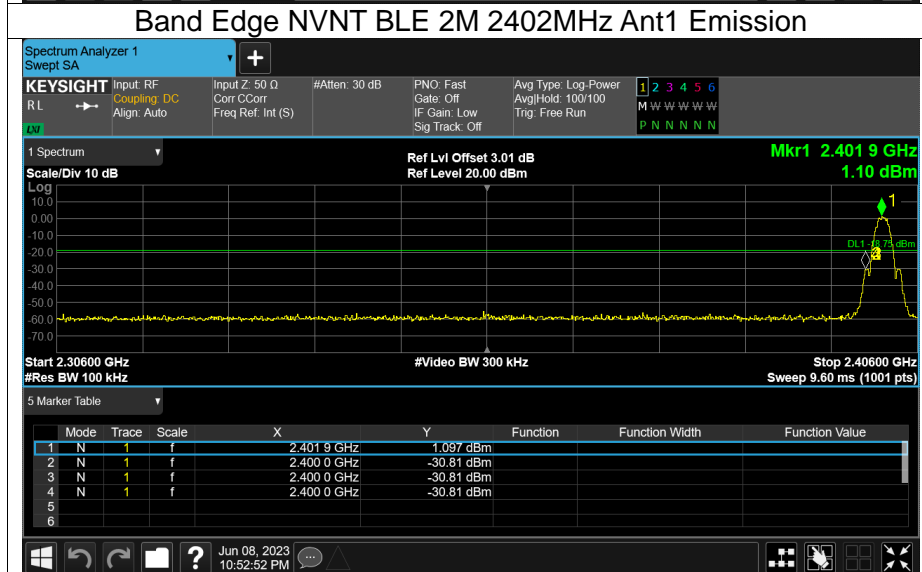 Band Edge NVNT BLE 2M 2402MHz Ant1 Emission
Spectrum Analyzer 1
Swept SA
+
KEYSIGHT Input: RF Input Z: 50 Ω #Atten: 30 dB PNO: Fast Avg Type: Log-Power 1 2 3 4 5 6
RL Coupling: DC Corr CCorr Gate: Off Avg|Hold: 100/100 M W W W W W
Align: Auto Freq Ref: Int (S) IF Gain: Low Trig: Free Run
LXI Sig Track: Off P N N N N N
1 Spectrum Ref Lvl Offset 3.01 dB Mkr1 2.401 9 GHz
Scale/Div 10 dB Ref Level 20.00 dBm 1.10 dBm
Log
10.0 1
0.00
-10.0
DL1 -18.75 dBm
-20.0
-30.0
-40.0
-50.0
-60.0
-70.0
Start 2.30600 GHz #Video BW 300 kHz Stop 2.40600 GHz
#Res BW 100 kHz Sweep 9.60 ms (1001 pts)
5 Marker Table
Mode Trace Scale X Y Function Function Width Function Value
1 N 1 f 2.401 9 GHz 1.097 dBm
2 N 1 f 2.400 0 GHz -30.81 dBm
3 N 1 f 2.400 0 GHz -30.81 dBm
4 N 1 f 2.400 0 GHz -30.81 dBm
5
6
? Jun 08, 2023
10:52:52 PM